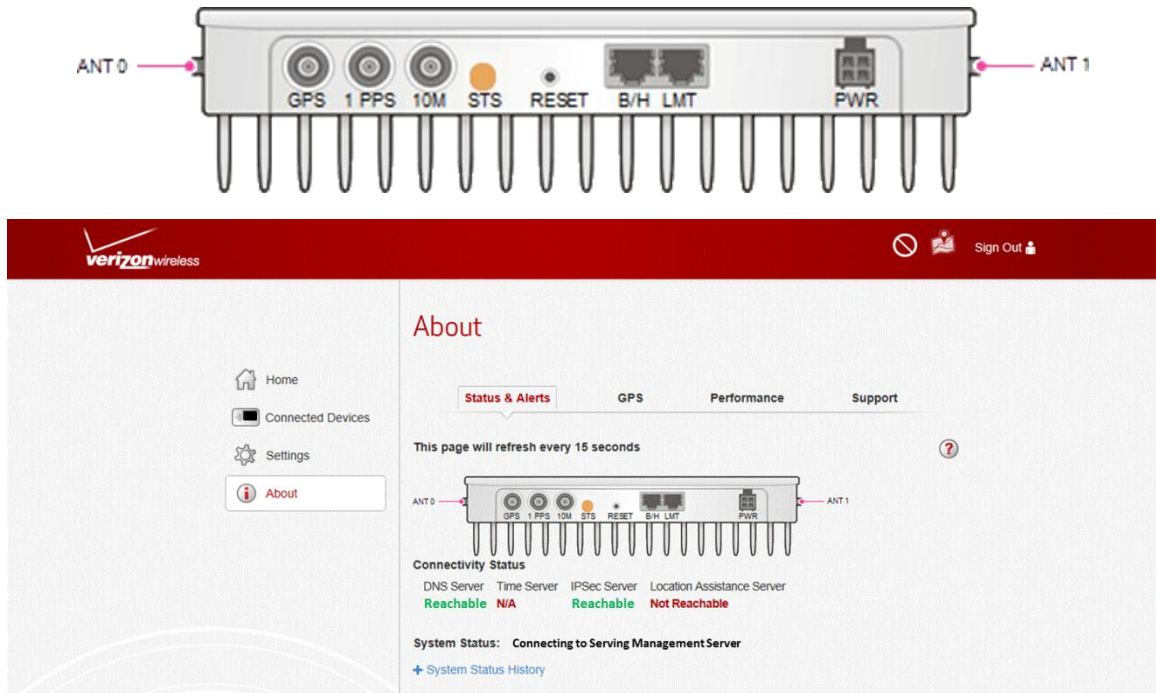 ANT 0
ANT 1
GPS 1 PPS 10M STS RESET B/H LMT PWR
verizonwireless
Sign Out
About
Home
Connected Devices
Settings
About
Status & Alerts GPS Performance Support
This page will refresh every 15 seconds
?
ANT 0
ANT 1
GPS 1 PPS 10M STS RESET B/H LMT PWR
Connectivity Status
DNS Server Time Server IPSec Server Location Assistance Server
Reachable N/A Reachable Not Reachable
System Status: Connecting to Serving Management Server
+ System Status History